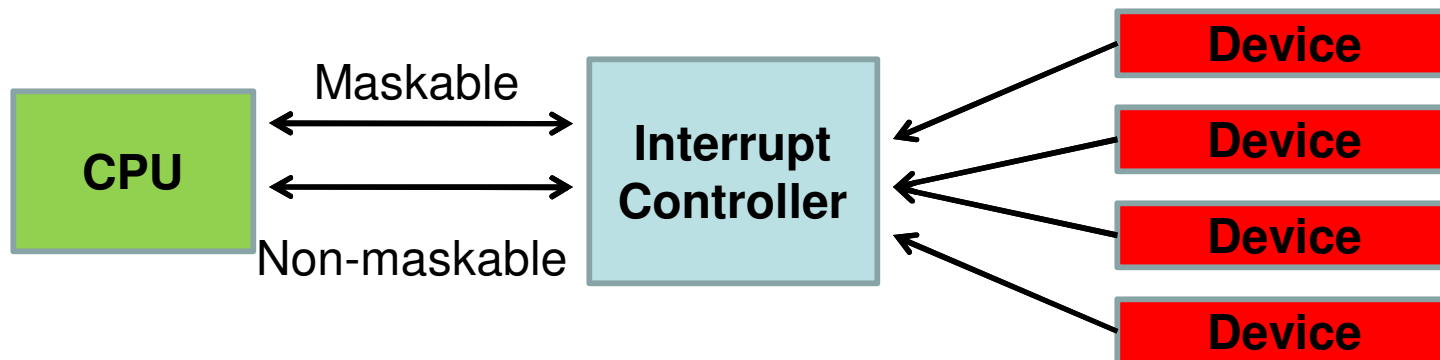 Maskable
CPU
Non-maskable
Interrupt
Controller
Device
Device
Device
Device